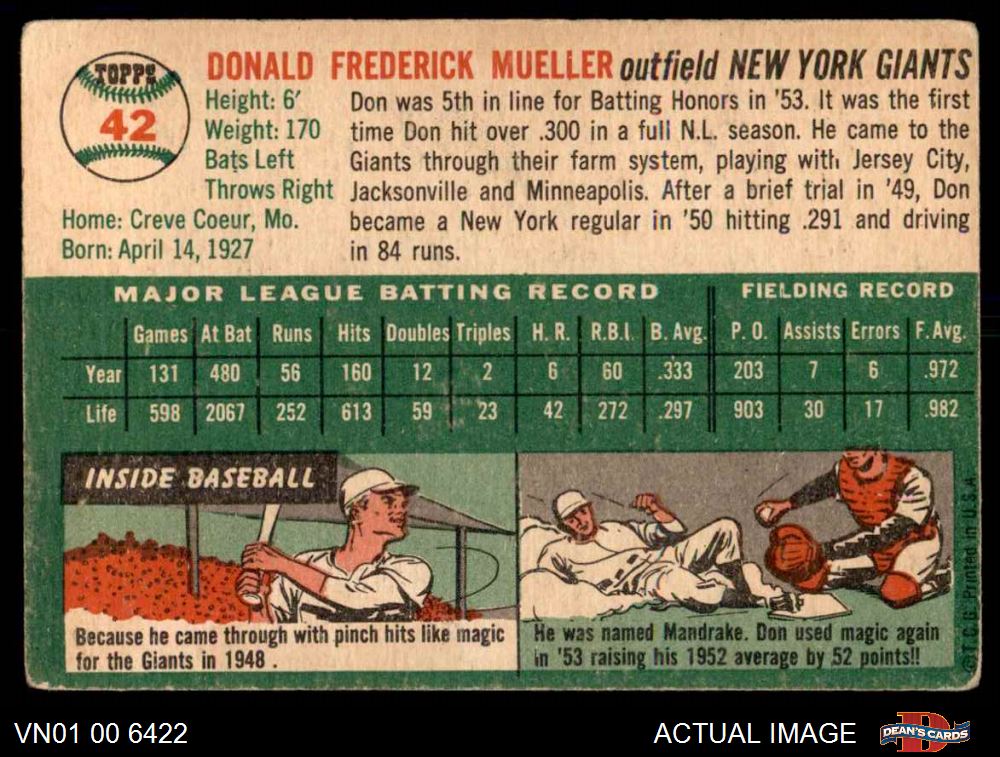 TOPPS
42
DONALD FREDERICK MUELLER outfield NEW YORK GIANTS
Height: 6'
Weight: 170
Bats Left
Throws Right
Home: Creve Coeur, Mo.
Born: April 14, 1927
Don was 5th in line for Batting Honors in '53. It was the first
time Don hit over .300 in a full N.L. season. He came to the
Giants through their farm system, playing with Jersey City,
Jacksonville and Minneapolis. After a brief trial in '49, Don
became a New York regular in '50 hitting .291 and driving
in 84 runs.
MAJOR LEAGUE BATTING RECORD FIELDING RECORD
Games At Bat Runs Hits Doubles Triples H. R. R.B.I. B. Avg. P. O. Assists Errors F. Avg.
Year 131 480 56 160 12 2 6 60 .333 203 7 6 .972
Life 598 2067 252 613 59 23 42 272 .297 903 30 17 .982
INSIDE BASEBALL
Because he came through with pinch hits like magic
for the Giants in 1948 .
He was named Mandrake. Don used magic again
in '53 raising his 1952 average by 52 points!!
© T.C.G. Printed in U.S.A.
VN01 00 6422
ACTUAL IMAGE
D
DEAN'S CARDS